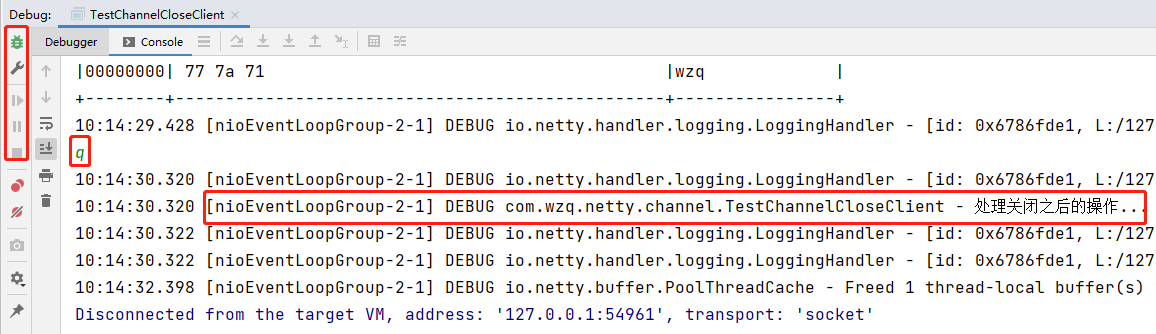 Debug: TestChannelCloseClient
Debugger Console
|00000000| 77 7a 71 |wzq |
+--------+-------------------------------------------------+----------------+
10:14:29.428 [nioEventLoopGroup-2-1] DEBUG io.netty.handler.logging.LoggingHandler - [id: 0x6786fde1, L:/127
q
10:14:30.320 [nioEventLoopGroup-2-1] DEBUG io.netty.handler.logging.LoggingHandler - [id: 0x6786fde1, L:/127
10:14:30.320 [nioEventLoopGroup-2-1] DEBUG com.wzq.netty.channel.TestChannelCloseClient - 处理关闭之后的操作...
10:14:30.322 [nioEventLoopGroup-2-1] DEBUG io.netty.handler.logging.LoggingHandler - [id: 0x6786fde1, L:/127
10:14:30.322 [nioEventLoopGroup-2-1] DEBUG io.netty.handler.logging.LoggingHandler - [id: 0x6786fde1, L:/127
10:14:32.398 [nioEventLoopGroup-2-1] DEBUG io.netty.buffer.PoolThreadCache - Freed 1 thread-local buffer(s)
Disconnected from the target VM, address: '127.0.0.1:54961', transport: 'socket'